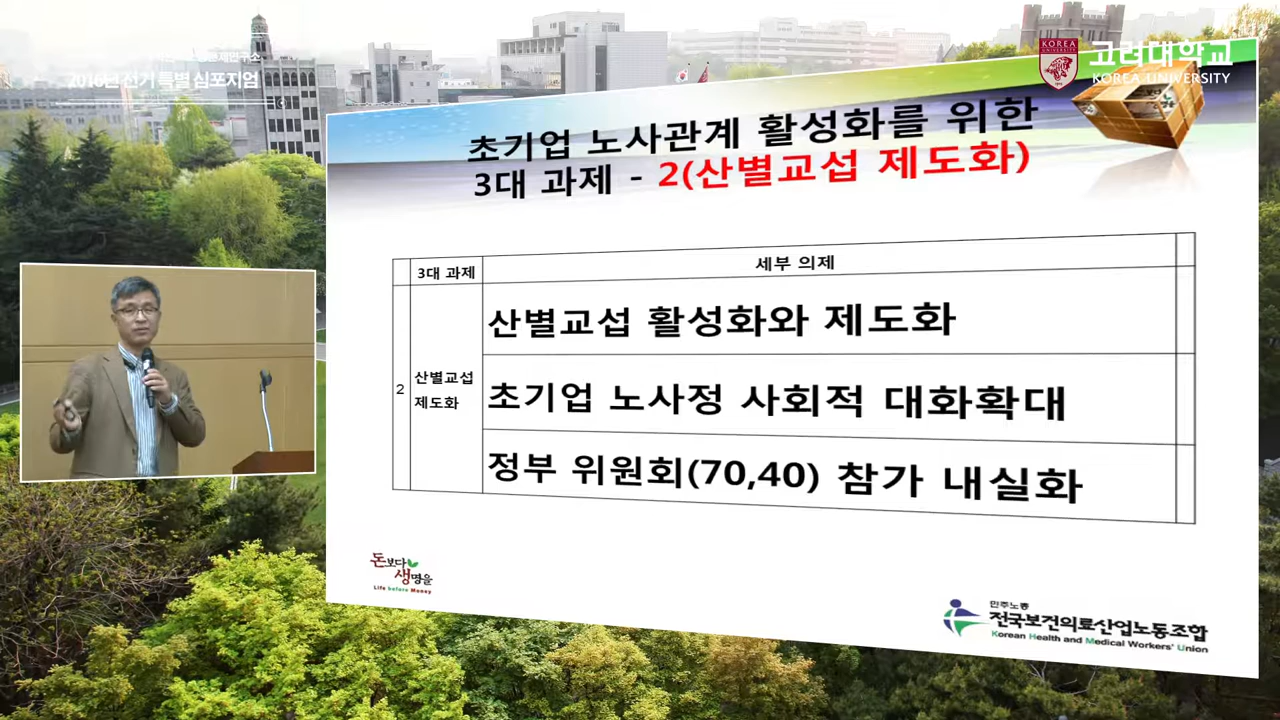 2016년 전기 특별 심포지엄
고려대학교
KOREA UNIVERSITY
KOREA
UNIVERSITY
초기업 노사관계 활성화를 위한
3대 과제 - 2(산별교섭 제도화)
3대 과제
세부 의제
2
산별교섭
제도화
산별교섭 활성화와 제도화
초기업 노사정 사회적 대화확대
정부 위원회(70,40) 참가 내실화
돈보다
생명을
Life before Money
민주노총
전국보건의료산업노동조합
Korean Health and Medical Workers' Union